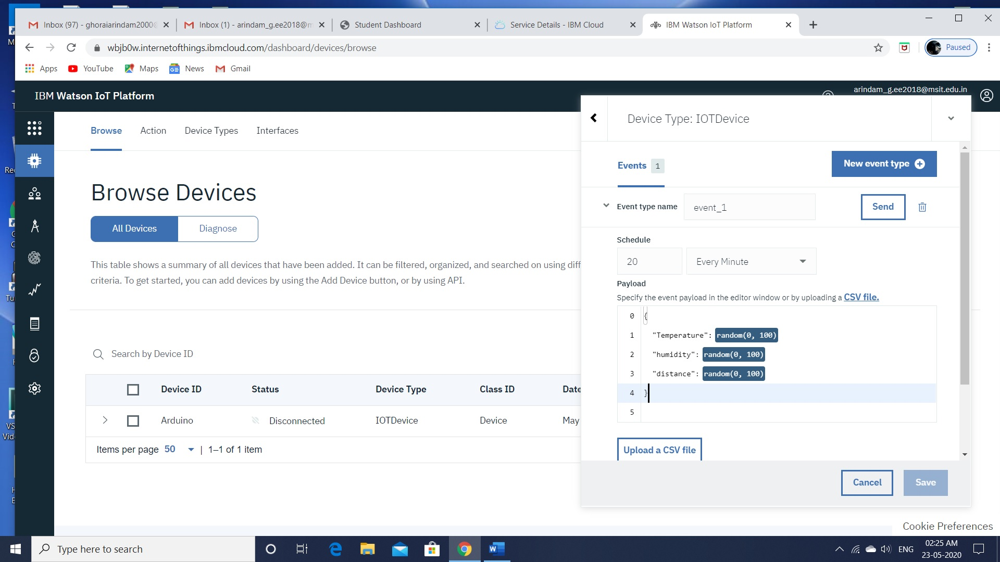 Inbox (97) - ghoraiarindam2000@
Inbox (1) - arindam_g.ee2018@m
Student Dashboard
Service Details - IBM Cloud
IBM Watson IoT Platform
wbjb0w.internetofthings.ibmcloud.com/dashboard/devices/browse
Paused
Apps
YouTube
Maps
News
Gmail
IBM Watson IoT Platform
arindam_g.ee2018@msit.edu.in
Browse
Action
Device Types
Interfaces
Device Type: IOTDevice
Events 1
New event type
Browse Devices
Event type name
event_1
Send
All Devices
Diagnose
Schedule
20
Every Minute
This table shows a summary of all devices that have been added. It can be filtered, organized, and searched on using diff
criteria. To get started, you can add devices by using the Add Device button, or by using API.
Payload
Specify the event payload in the editor window or by uploading a CSV file.
0 {
1 "Temperature": random(0, 100)
2 "humidity": random(0, 100)
3 "distance": random(0, 100)
4 }
5
Search by Device ID
Device ID
Status
Device Type
Class ID
Date
Arduino
Disconnected
IOTDevice
Device
May
Items per page 50 | 1–1 of 1 item
Upload a CSV file
Cancel
Save
Cookie Preferences
Type here to search
ENG
02:25 AM
23-05-2020